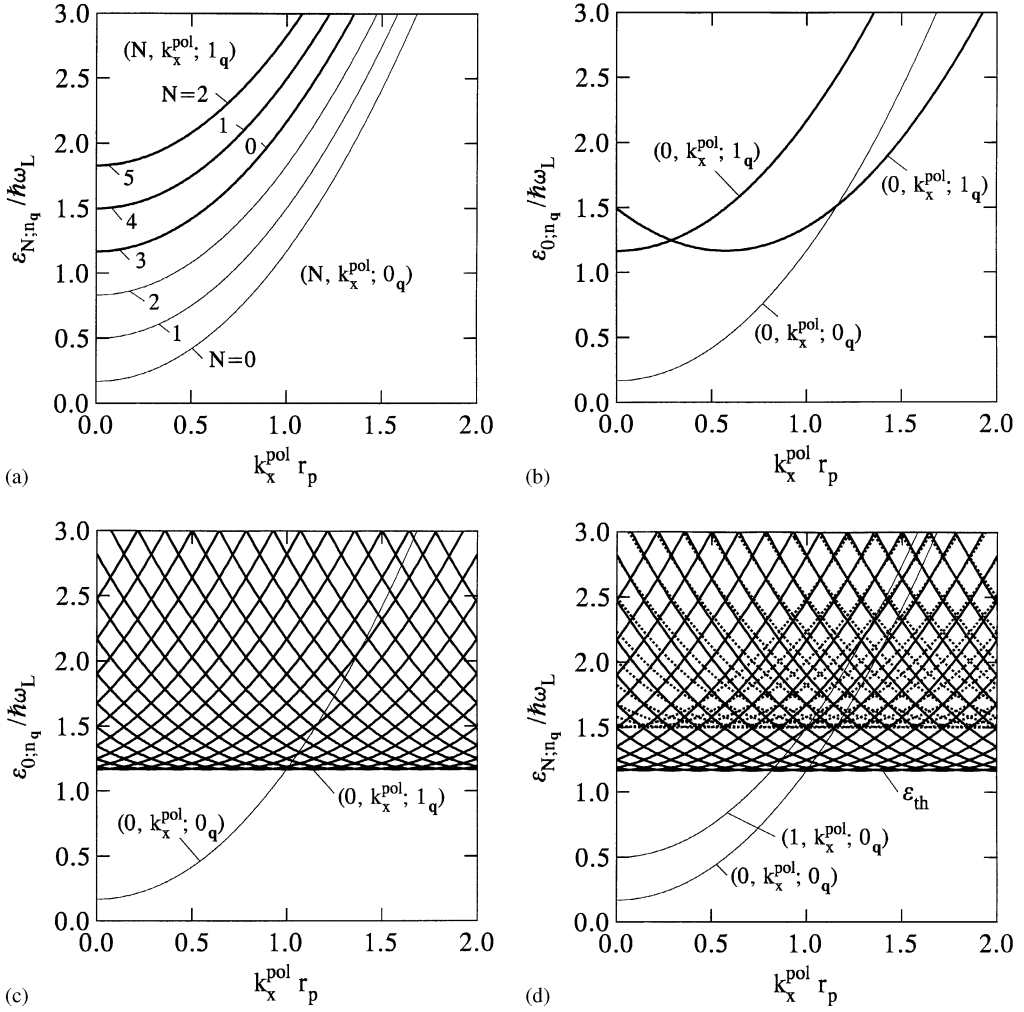 3.0
2.5
2.0
1.5
1.0
0.5
0.0
ε_{N;n_q}/ħω_L
(N, k_x^{pol}; 1_q)
N=2
1
0
5
4
3
2
1
N=0
(N, k_x^{pol}; 0_q)
0.0 0.5 1.0 1.5 2.0
k_x^{pol} r_p
(a)
3.0
2.5
2.0
1.5
1.0
0.5
0.0
ε_{0;n_q}/ħω_L
(0, k_x^{pol}; 1_q)
(0, k_x^{pol}; 1_q)
(0, k_x^{pol}; 0_q)
0.0 0.5 1.0 1.5 2.0
k_x^{pol} r_p
(b)
3.0
2.5
2.0
1.5
1.0
0.5
0.0
ε_{0;n_q}/ħω_L
(0, k_x^{pol}; 1_q)
(0, k_x^{pol}; 0_q)
0.0 0.5 1.0 1.5 2.0
k_x^{pol} r_p
(c)
3.0
2.5
2.0
1.5
1.0
0.5
0.0
ε_{N;n_q}/ħω_L
ε_{th}
(1, k_x^{pol}; 0_q)
(0, k_x^{pol}; 0_q)
0.0 0.5 1.0 1.5 2.0
k_x^{pol} r_p
(d)